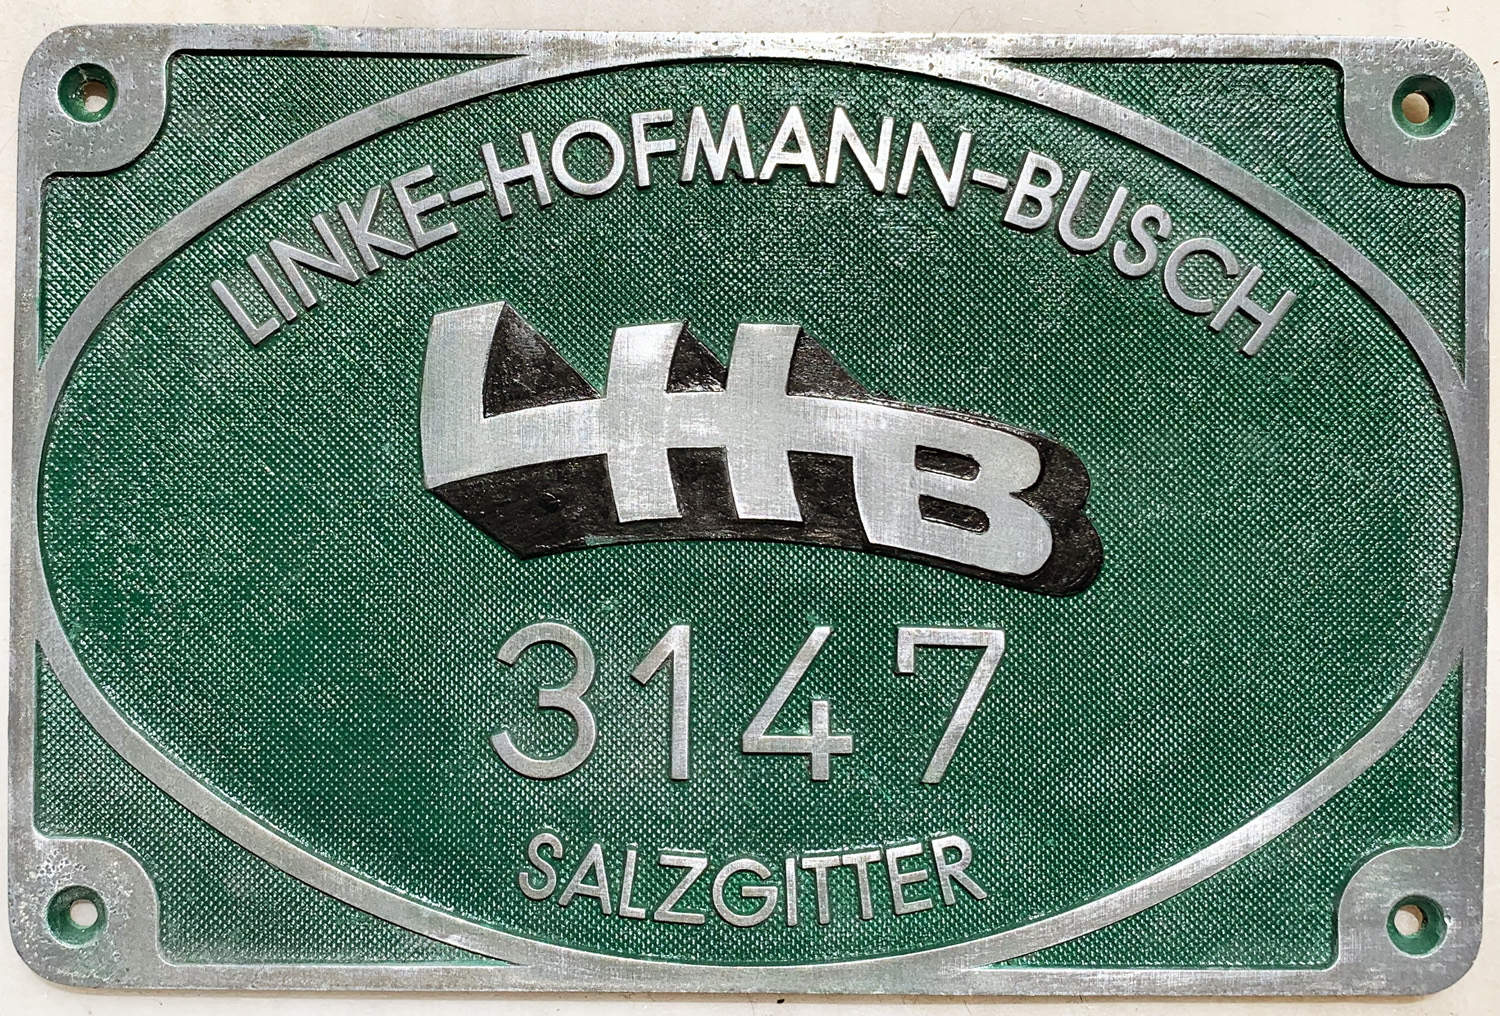 LINKE-HOFMANN-BUSCH
LHB
3147
SALZGITTER